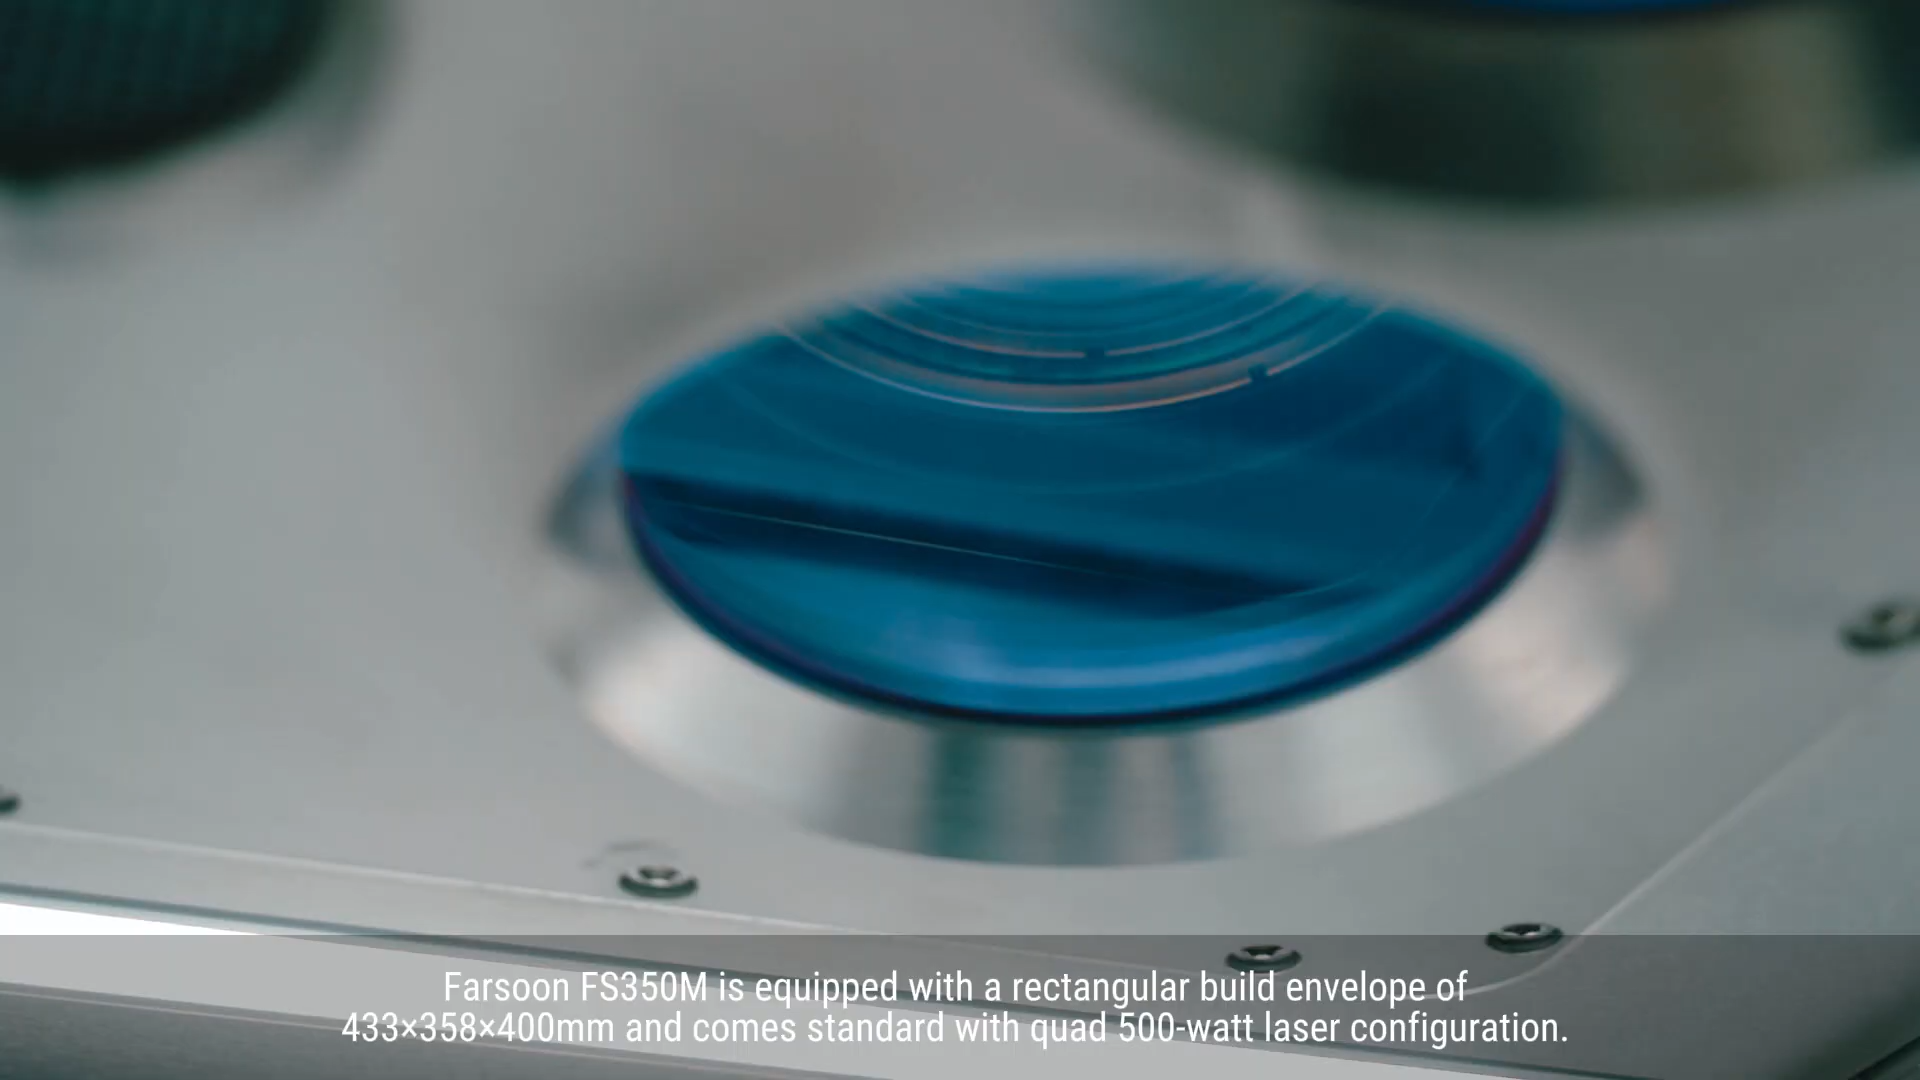 Farsoon FS350M is equipped with a rectangular build envelope of
433×358×400mm and comes standard with quad 500-watt laser configuration.